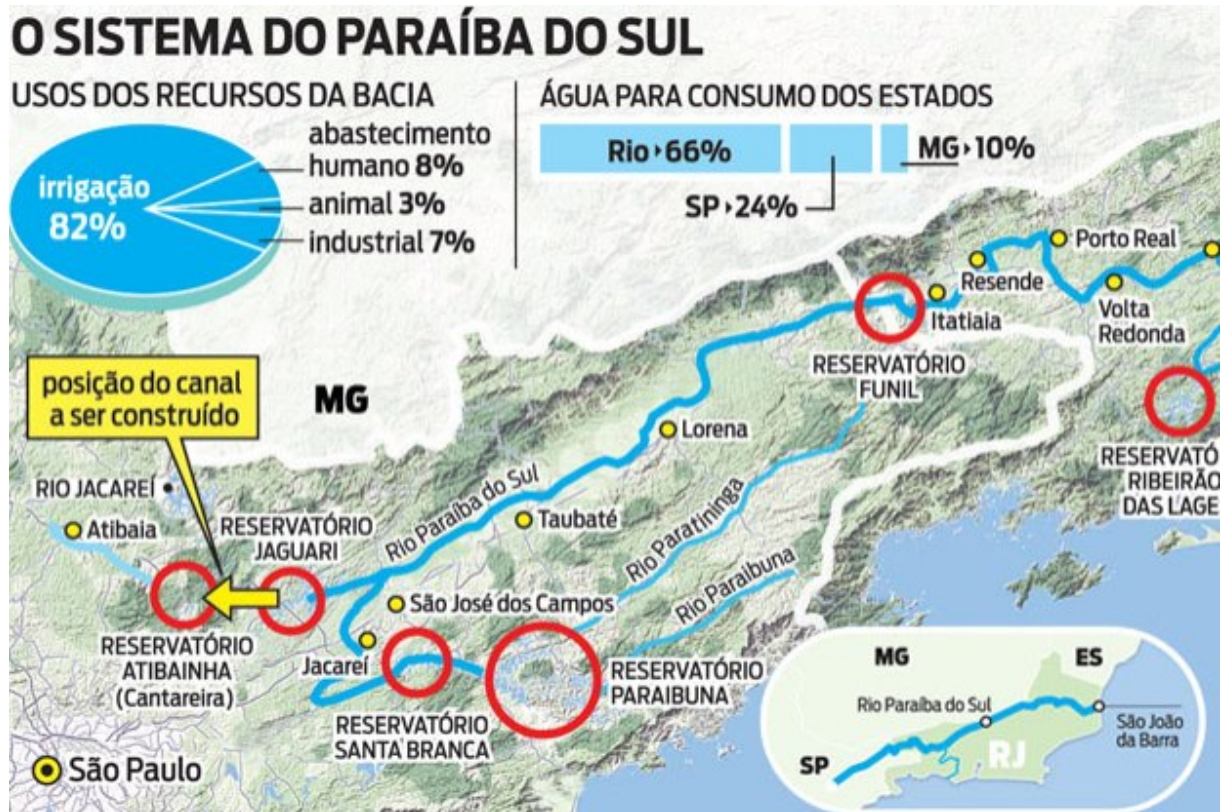 O SISTEMA DO PARAÍBA DO SUL
USOS DOS RECURSOS DA BACIA
irrigação
82%
abastecimento
humano 8%
animal 3%
industrial 7%
ÁGUA PARA CONSUMO DOS ESTADOS
Rio 66%
SP 24%
MG 10%
posição do canal
a ser construído
MG
RIO JACAREÍ
Atibaia
RESERVATÓRIO
JAGUARI
RESERVATÓRIO
ATIBAINHA
(Cantareira)
São Paulo
Rio Paraíba do Sul
Taubaté
Lorena
São José dos Campos
Jacareí
RESERVATÓRIO
SANTA BRANCA
Rio Paratininga
Rio Paraibuna
RESERVATÓRIO
PARAIBUNA
RESERVATÓRIO
FUNIL
Itatiaia
Resende
Porto Real
Volta
Redonda
RESERVATÓ
RIBEIRÃO
DAS LAGE
MG
ES
Rio Paraíba do Sul
São João
da Barra
RJ
SP